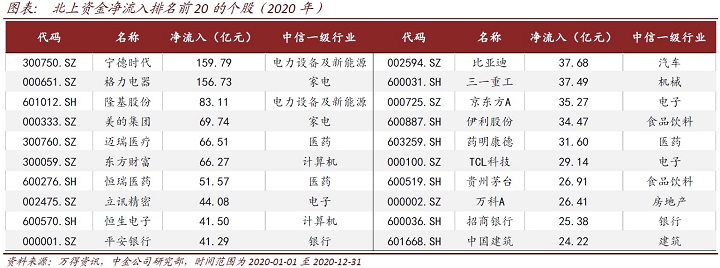 图表： 北上资金净流入排名前 20 的个股（2020 年）
代码 名称 净流入（亿元） 中信一级行业 代码 名称 净流入（亿元） 中信一级行业
300750.SZ 宁德时代 159.79 电力设备及新能源 002594.SZ 比亚迪 37.68 汽车
000651.SZ 格力电器 156.73 家电 600031.SH 三一重工 37.49 机械
601012.SH 隆基股份 83.11 电力设备及新能源 000725.SZ 京东方A 35.27 电子
000333.SZ 美的集团 69.74 家电 600887.SH 伊利股份 34.47 食品饮料
300760.SZ 迈瑞医疗 66.51 医药 603259.SH 药明康德 31.60 医药
300059.SZ 东方财富 66.27 计算机 000100.SZ TCL科技 29.14 电子
600276.SH 恒瑞医药 51.57 医药 600519.SH 贵州茅台 26.91 食品饮料
002475.SZ 立讯精密 44.08 电子 000002.SZ 万科A 26.41 房地产
600570.SH 恒生电子 41.50 计算机 600036.SH 招商银行 25.38 银行
000001.SZ 平安银行 41.29 银行 601668.SH 中国建筑 24.22 建筑
资料来源：万得资讯，中金公司研究部，时间范围为 2020-01-01 至 2020-12-31